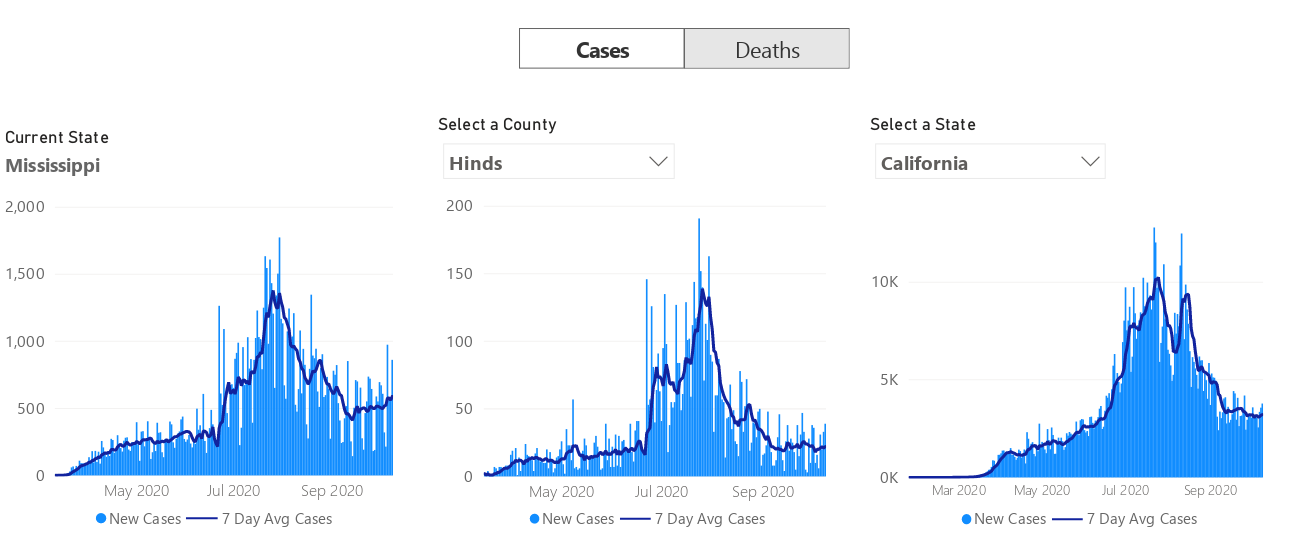 Cases Deaths
Current State
Mississippi
2,000
1,500
1,000
500
0
May 2020 Jul 2020 Sep 2020
New Cases 7 Day Avg Cases
Select a County
Hinds
200
150
100
50
0
May 2020 Jul 2020 Sep 2020
New Cases 7 Day Avg Cases
Select a State
California
10K
5K
0K
Mar 2020 May 2020 Jul 2020 Sep 2020
New Cases 7 Day Avg Cases